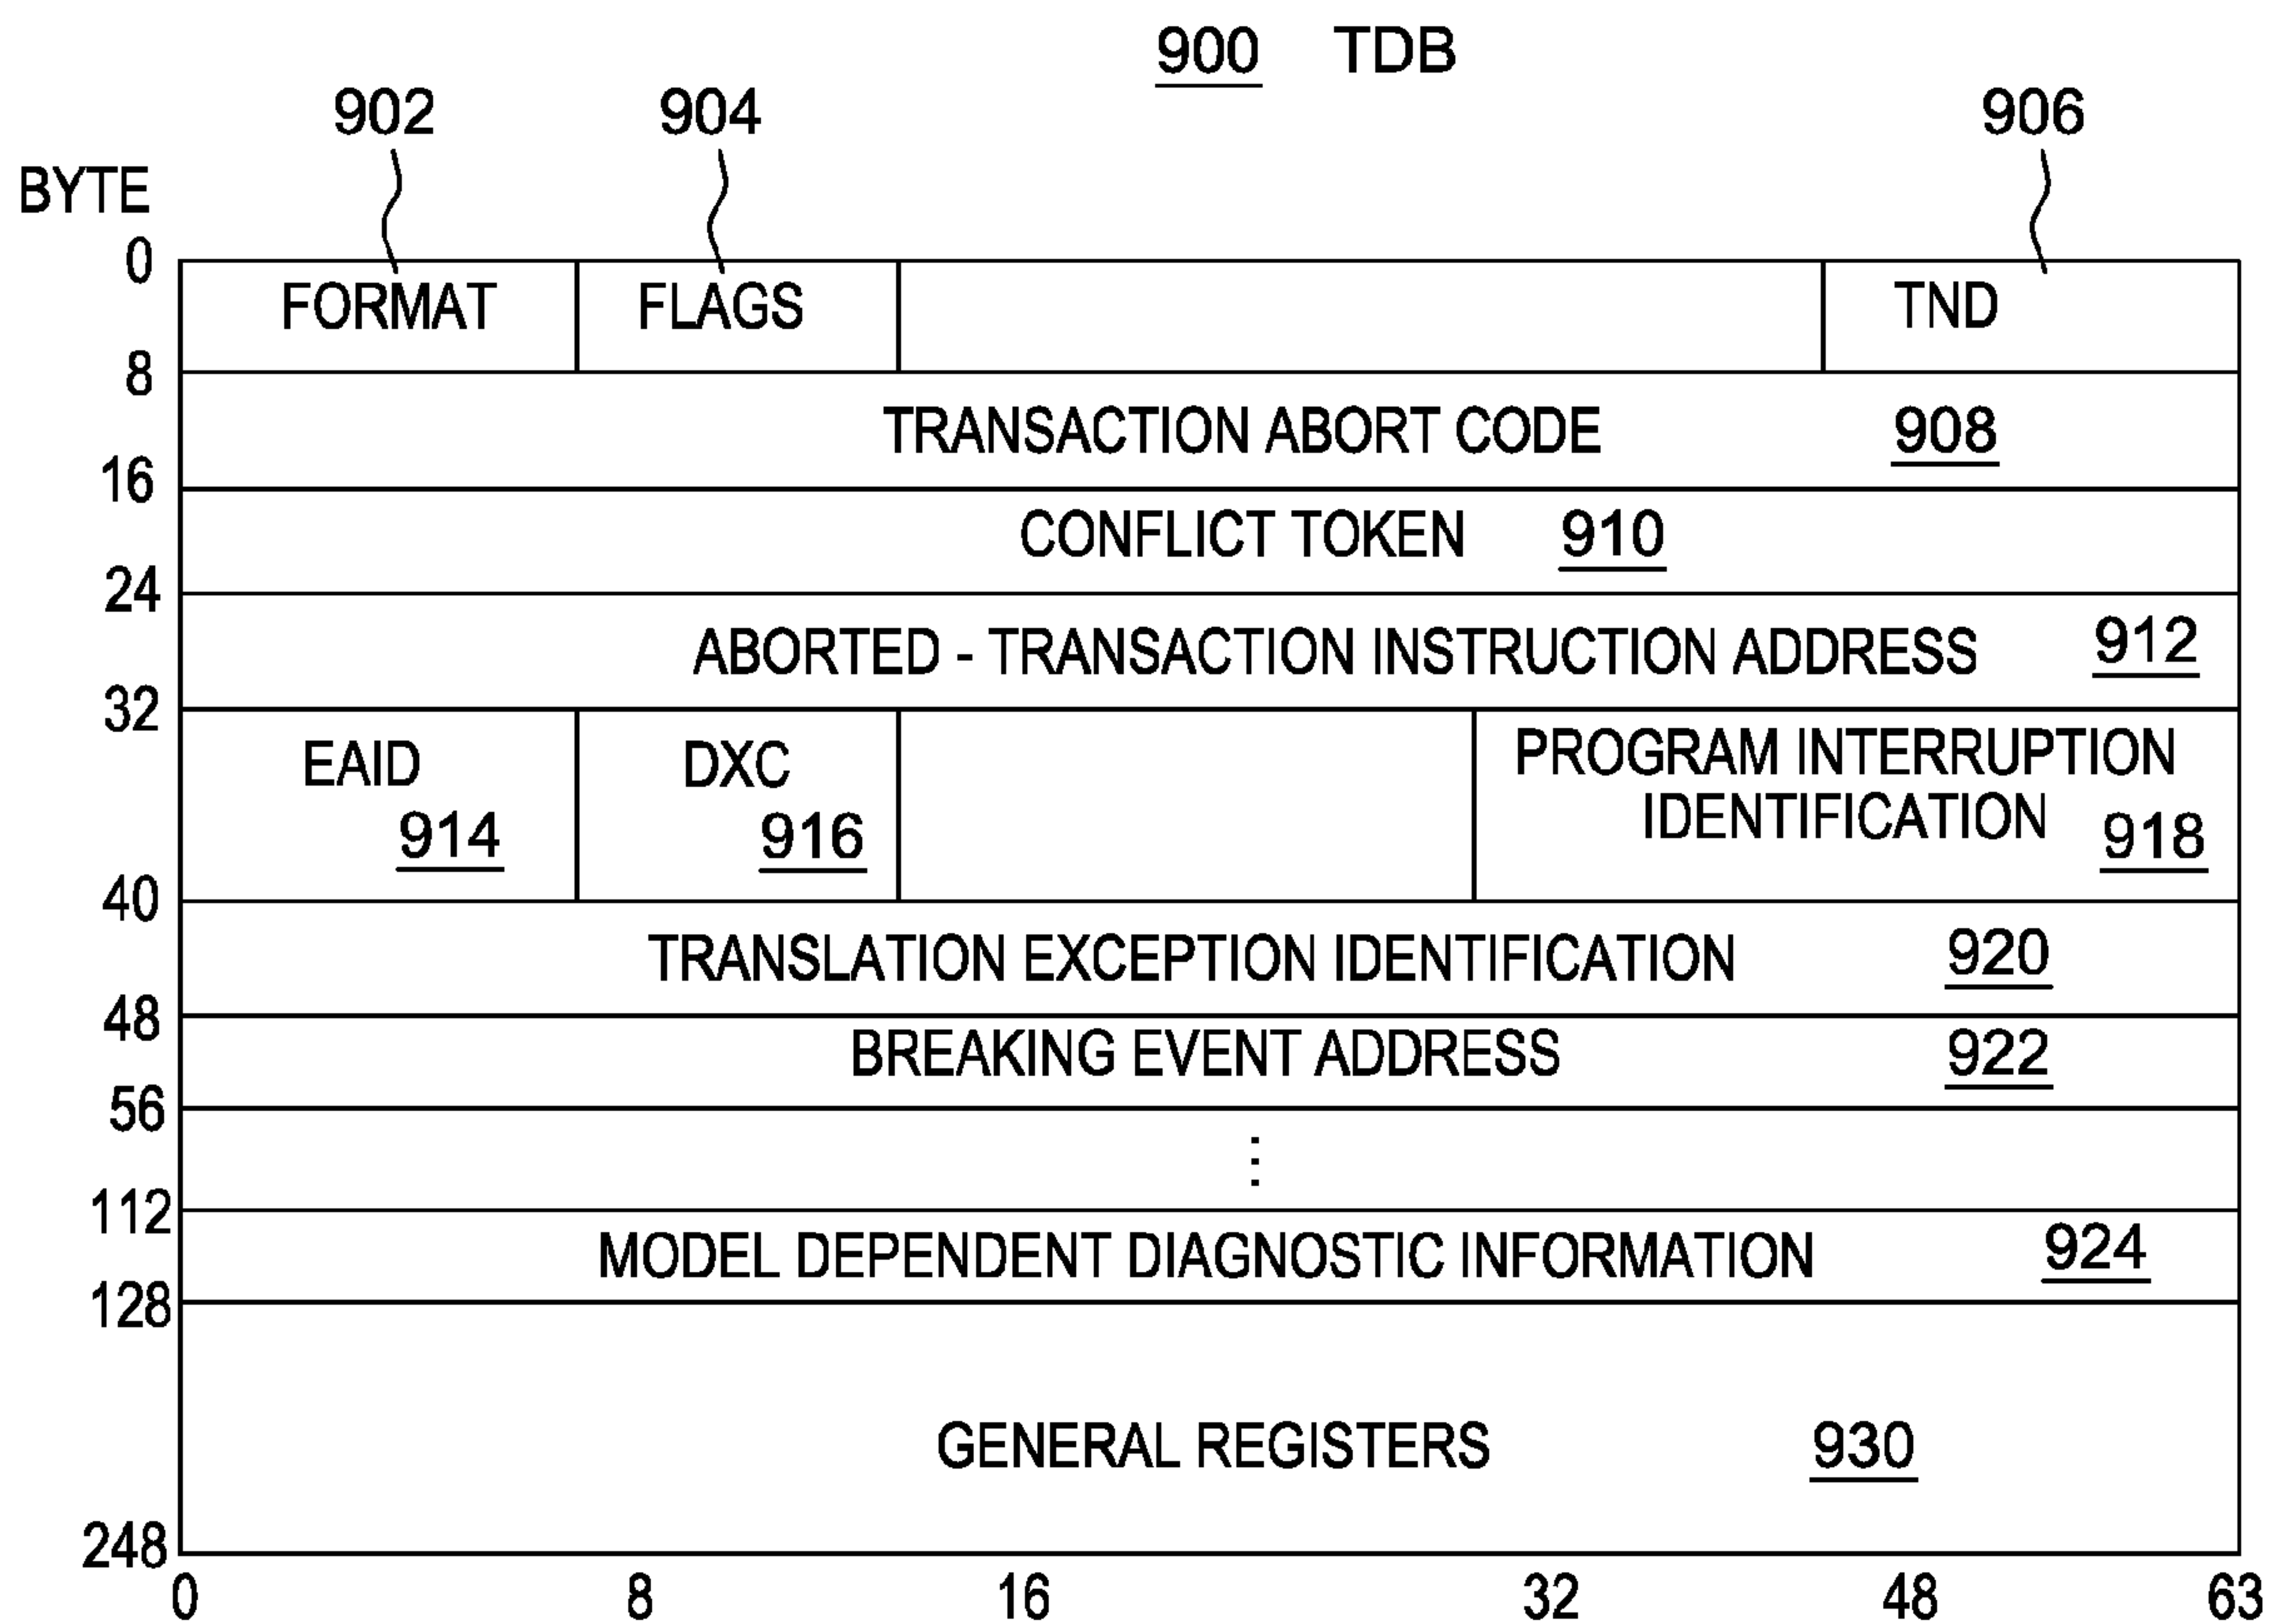 900 TDB
902 904 906
BYTE
0
FORMAT FLAGS TND
8
TRANSACTION ABORT CODE 908
16
CONFLICT TOKEN 910
24
ABORTED - TRANSACTION INSTRUCTION ADDRESS 912
32
EAID DXC PROGRAM INTERRUPTION
IDENTIFICATION
914 916 918
40
TRANSLATION EXCEPTION IDENTIFICATION 920
48
BREAKING EVENT ADDRESS 922
56
⋮
112
MODEL DEPENDENT DIAGNOSTIC INFORMATION 924
128
GENERAL REGISTERS 930
248
0 8 16 32 48 63